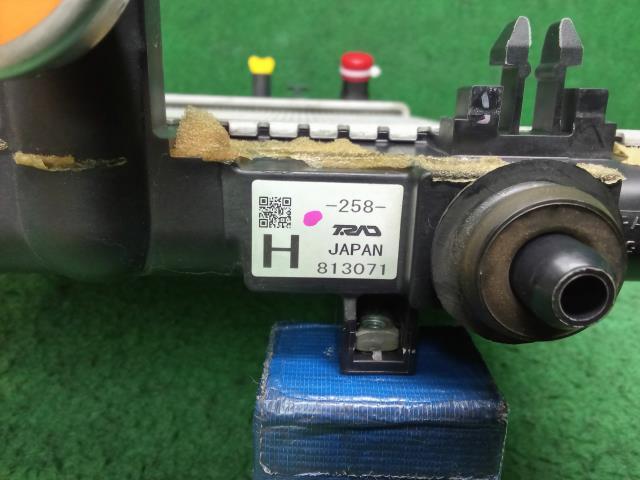 -258-
TRAD
H
JAPAN
813071